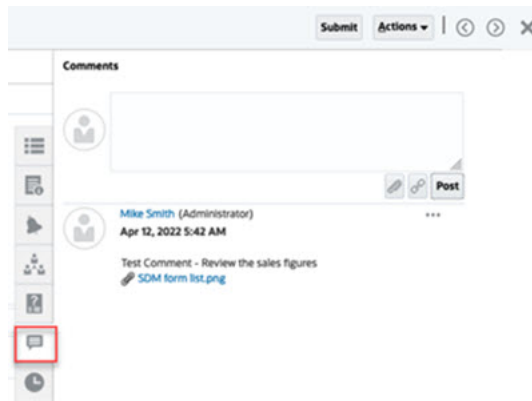 Submit Actions
Comments
Post
Mike Smith (Administrator)
Apr 12, 2022 5:42 AM
Test Comment - Review the sales figures
SDM form list.png